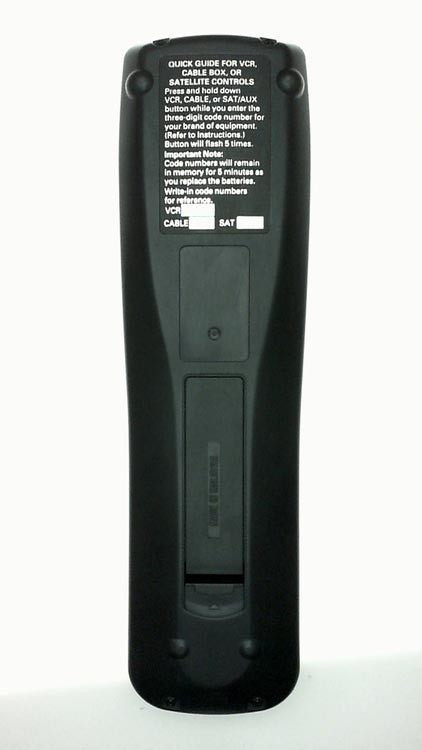 QUICK GUIDE FOR VCR,
CABLE BOX, OR
SATELLITE CONTROLS
Press and hold down
VCR, CABLE, or SAT/AUX
button while you enter the
three-digit code number for
your brand of equipment.
(Refer to Instructions.)
Button will flash 5 times.
Important Note:
Code numbers will remain
in memory for 5 minutes as
you replace the batteries.
Write-in code numbers
for reference.
VCR
CABLE SAT